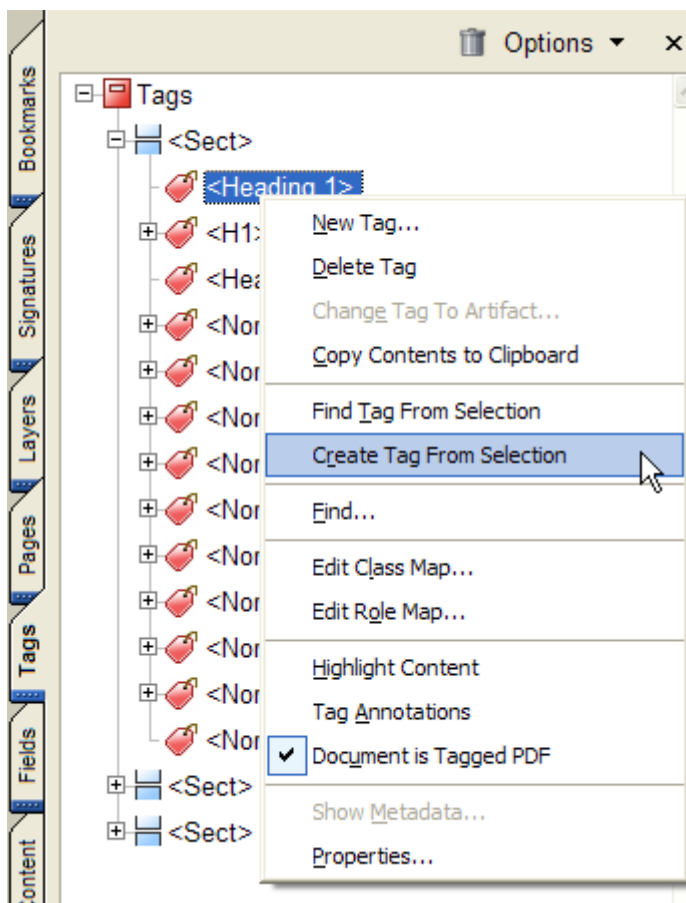 Options
×
Bookmarks
Signatures
Layers
Pages
Tags
Fields
Content
Tags
<Sect>
<Heading 1>
<H1>
<Hea
<Nor
<Nor
<Nor
<Nor
<Nor
<Nor
<Nor
<Nor
<Nor
<Nor
<Sect>
<Sect>
New Tag...
Delete Tag
Change Tag To Artifact...
Copy Contents to Clipboard
Find Tag From Selection
Create Tag From Selection
Find...
Edit Class Map...
Edit Role Map...
Highlight Content
Tag Annotations
Document is Tagged PDF
Show Metadata...
Properties...